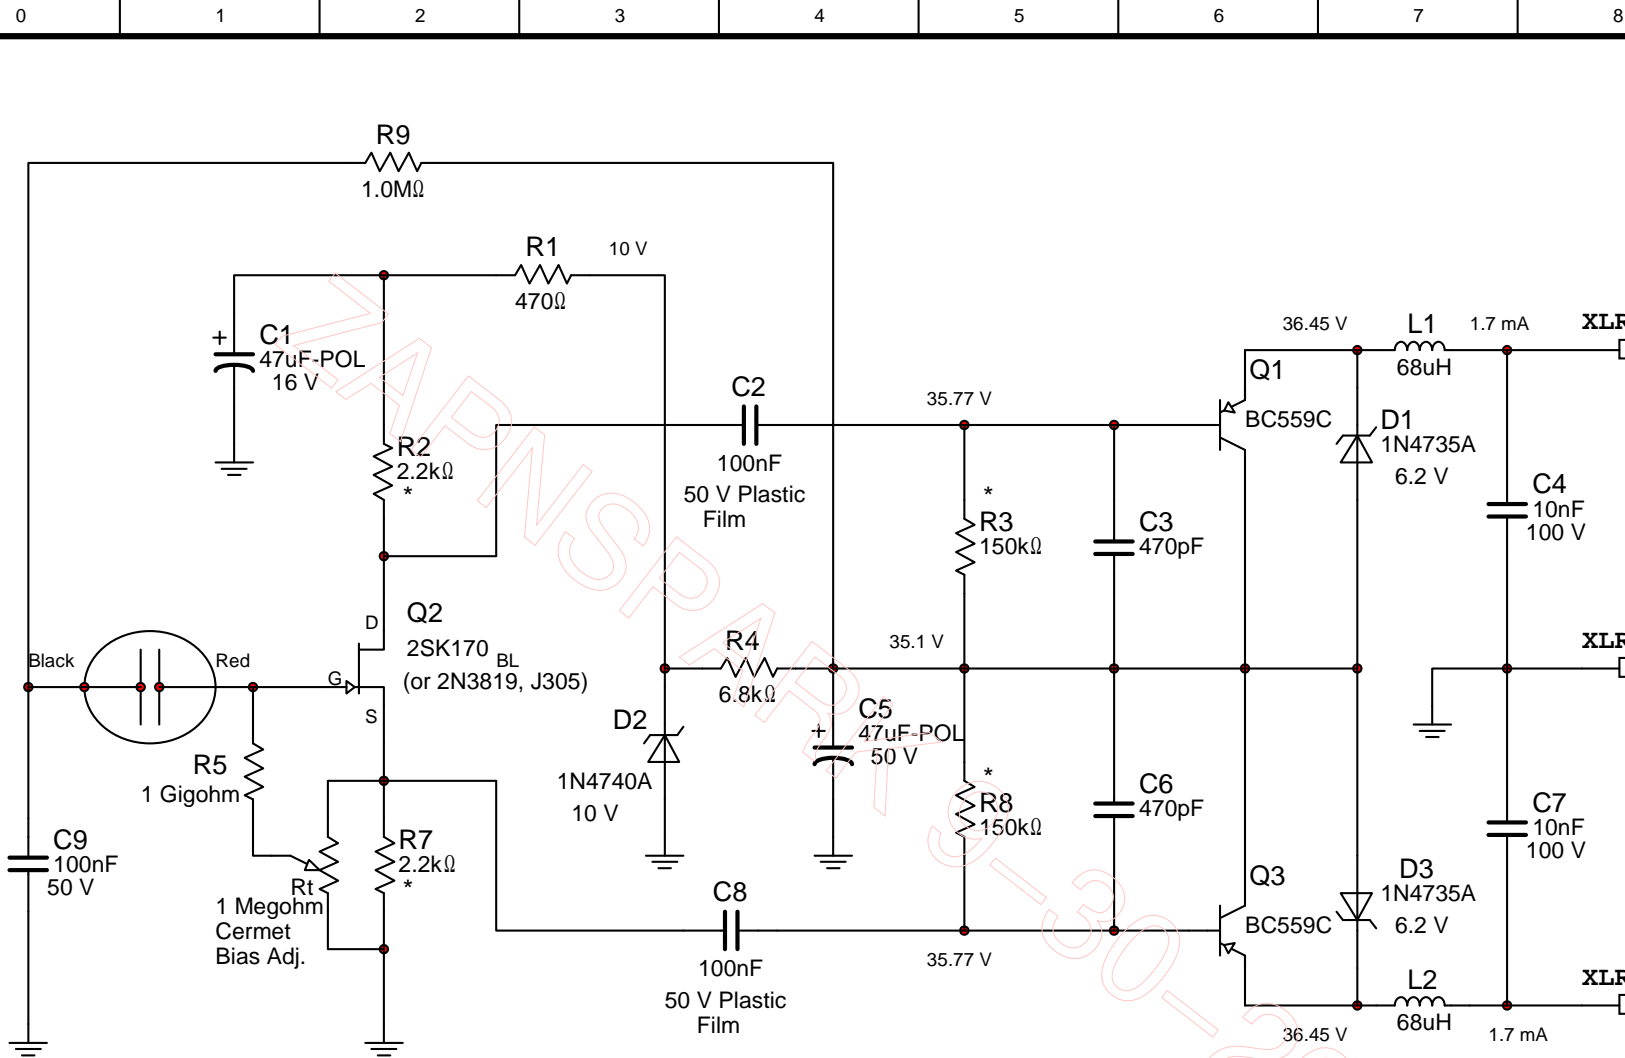 0 1 2 3 4 5 6 7 8
R9
1.0MΩ
R1
10 V
470Ω
C1
47uF-POL
16 V
R2
2.2kΩ
*
C2
100nF
50 V Plastic
Film
35.77 V
*
R3
150kΩ
C3
470pF
36.45 V
L1
68uH
1.7 mA
XLR
Q1
BC559C
D1
1N4735A
6.2 V
C4
10nF
100 V
Black
Red
D
G
S
Q2
2SK170
BL
(or 2N3819, J305)
R4
6.8kΩ
35.1 V
XLR
D2
1N4740A
10 V
C5
47uF-POL
50 V
R5
1 Gigohm
*
R8
150kΩ
C6
470pF
C7
10nF
100 V
C9
100nF
50 V
Rt
1 Megohm
Cermet
Bias Adj.
R7
2.2kΩ
*
C8
100nF
50 V Plastic
Film
35.77 V
Q3
BC559C
D3
1N4735A
6.2 V
L2
68uH
36.45 V
1.7 mA
XLR